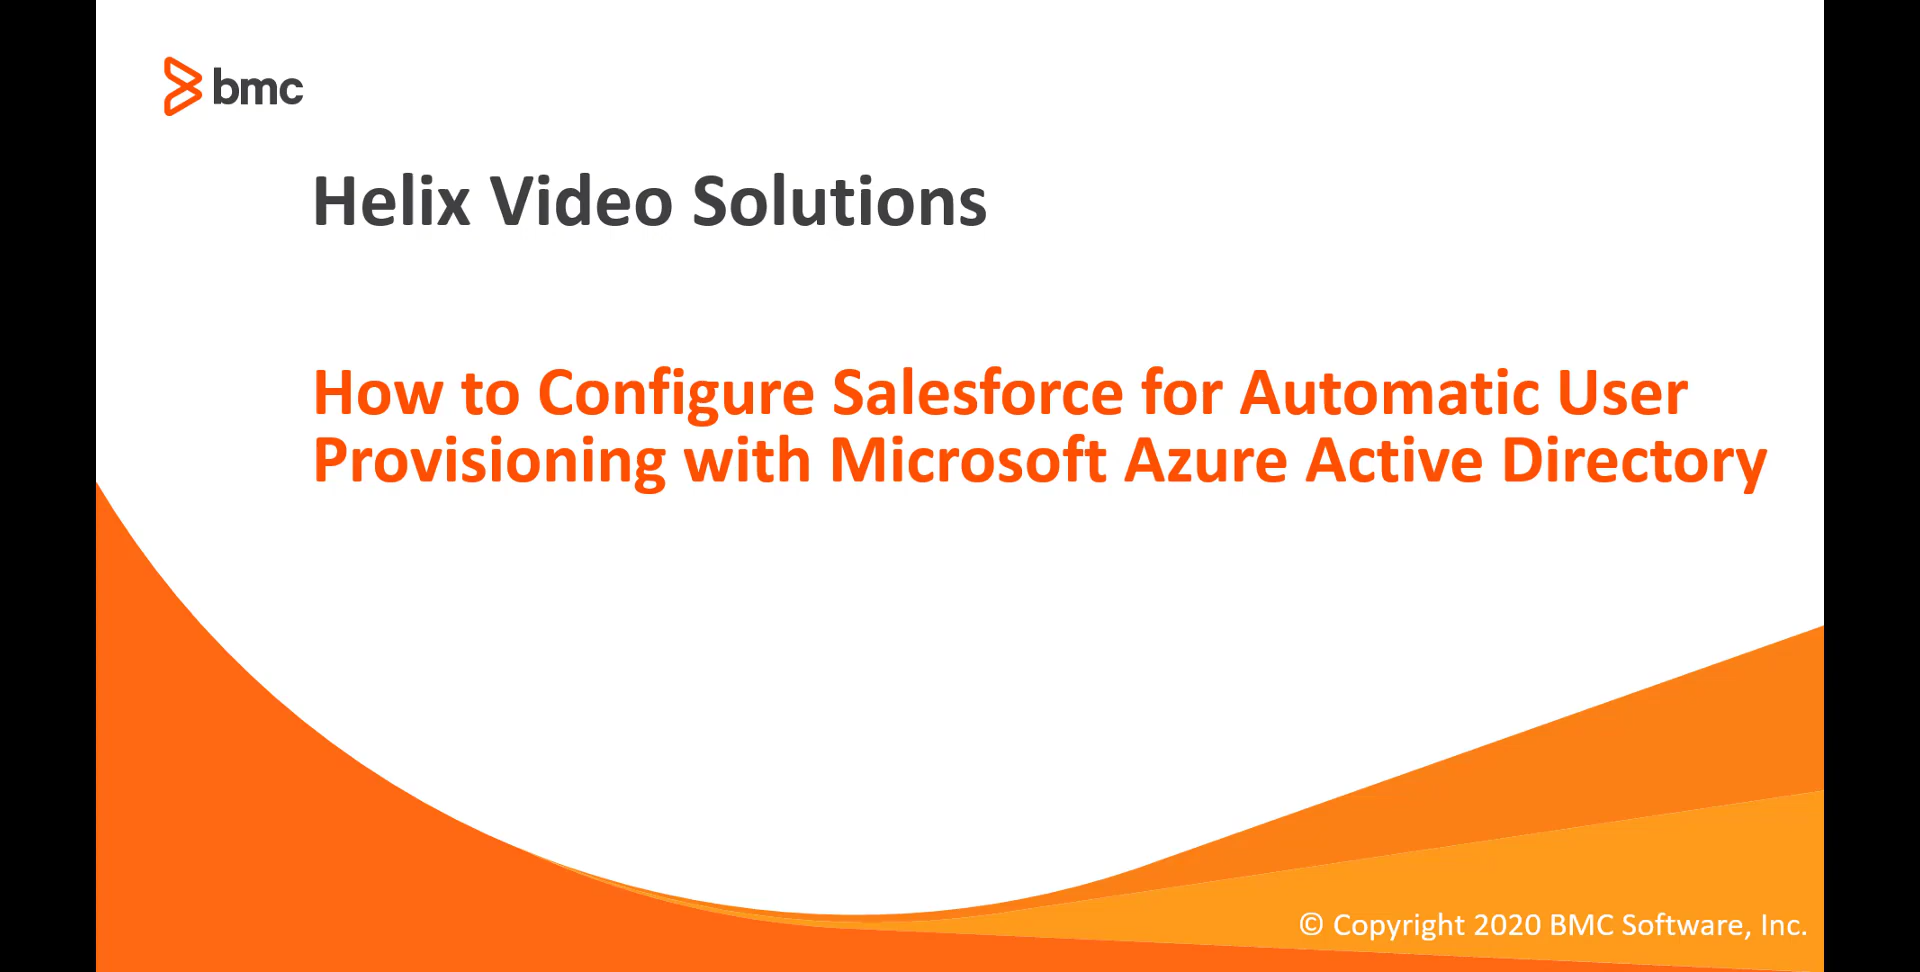 bmc
Helix Video Solutions
How to Configure Salesforce for Automatic User
Provisioning with Microsoft Azure Active Directory
© Copyright 2020 BMC Software, Inc.